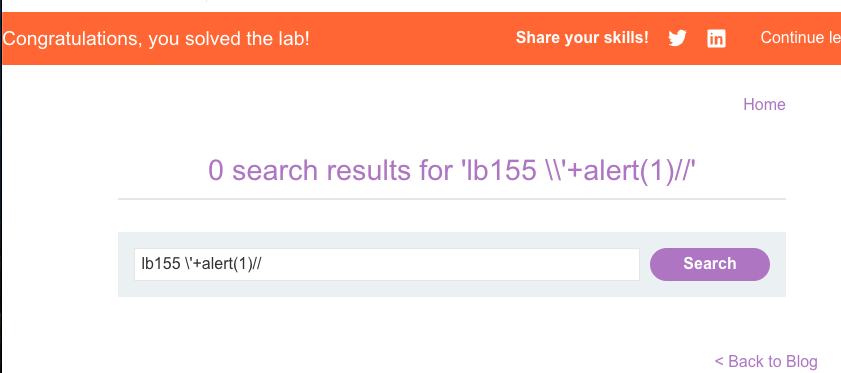 Congratulations, you solved the lab! Share your skills! Continue le
Home
0 search results for 'lb155 \\'+alert(1)//'
lb155 \'+alert(1)// Search
< Back to Blog